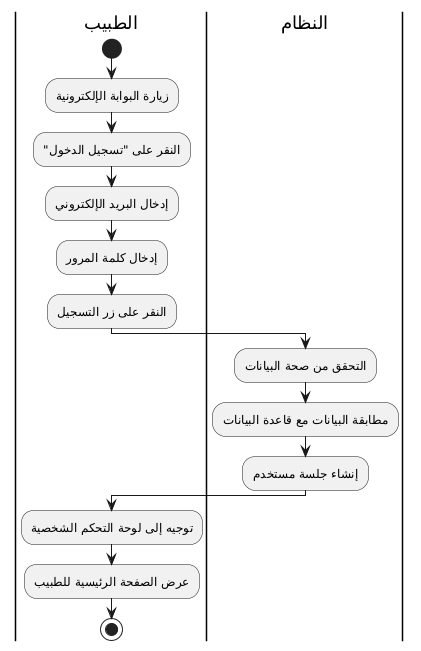 الطبيب
النظام
زيارة البوابة الإلكترونية
النقر على "تسجيل الدخول"
إدخال البريد الإلكتروني
إدخال كلمة المرور
النقر على زر التسجيل
التحقق من صحة البيانات
مطابقة البيانات مع قاعدة البيانات
إنشاء جلسة مستخدم
توجيه إلى لوحة التحكم الشخصية
عرض الصفحة الرئيسية للطبيب